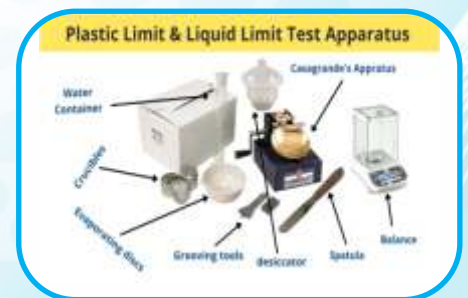 Plastic Limit & Liquid Limit Test Apparatus
Casagrande's Appratus
Water
Container
Crucibles
Evaporating discs
Grooving tools
desiccator
Spatula
Balance